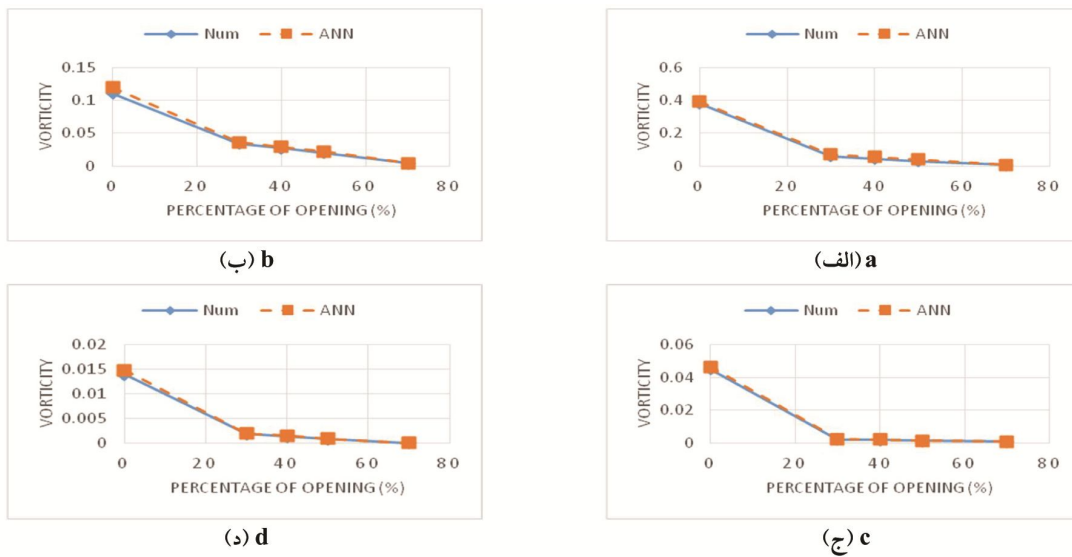 Num ANN
VORTICITY
0.15
0.1
0.05
0
0 20 40 60 80
PERCENTAGE OF OPENING (%)
b (ب)
Num ANN
VORTICITY
0.6
0.4
0.2
0
0 20 40 60 80
PERCENTAGE OF OPENING (%)
a (الف)
Num ANN
VORTICITY
0.02
0.015
0.01
0.005
0
0 20 40 60 80
PERCENTAGE OF OPENING (%)
d (د)
Num ANN
VORTICITY
0.06
0.04
0.02
0
0 20 40 60 80
PERCENTAGE OF OPENING (%)
c (ج)